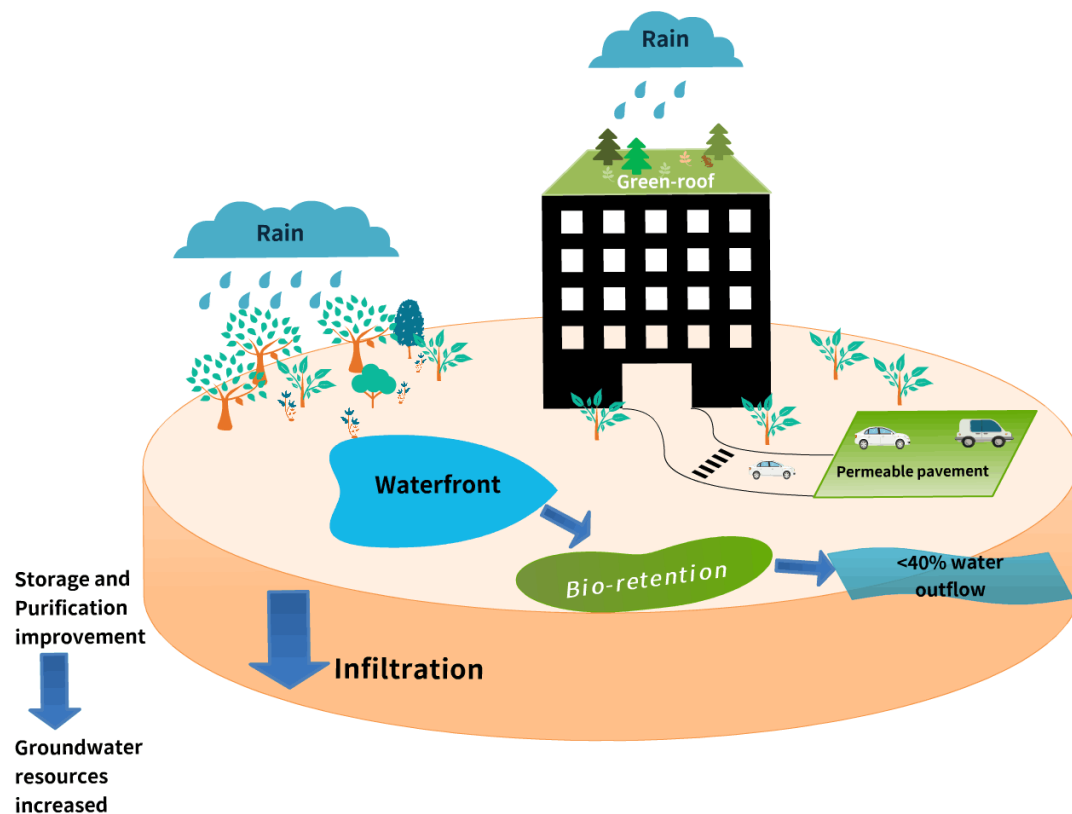 Rain
Green-roof
Rain
Permeable pavement
Waterfront
Bio-retention
<40% water
outflow
Storage and
Purification
improvement
Infiltration
Groundwater
resources
increased